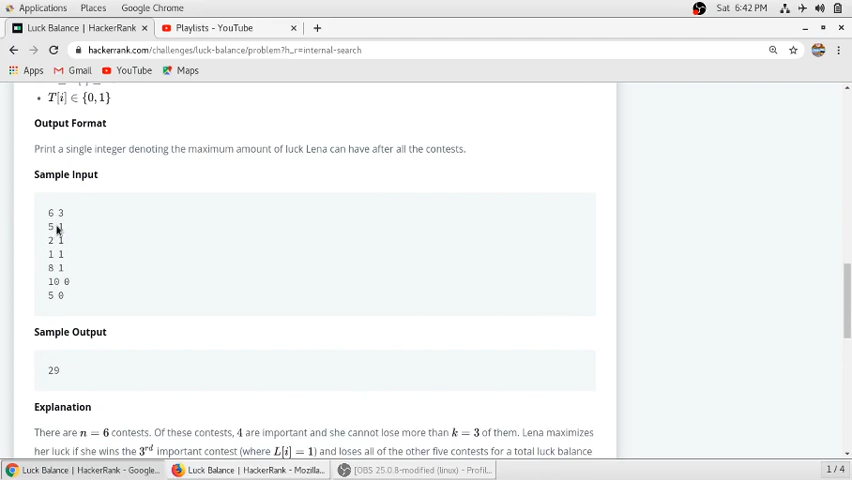 Applications Places Google Chrome Sat 6:42 PM
Luck Balance | HackerRank × Playlists - YouTube × +
hackerrank.com/challenges/luck-balance/problem?h_r=internal-search
Apps Gmail YouTube Maps
• T[i] ∈ {0, 1}
Output Format
Print a single integer denoting the maximum amount of luck Lena can have after all the contests.
Sample Input
6 3
5 1
2 1
1 1
8 1
10 0
5 0
Sample Output
29
Explanation
There are n = 6 contests. Of these contests, 4 are important and she cannot lose more than k = 3 of them. Lena maximizes
her luck if she wins the 3rd important contest (where L[i] = 1) and loses all of the other five contests for a total luck balance
Luck Balance | HackerRank - Google... Luck Balance | HackerRank - Mozilla... [OBS 25.0.8-modified (linux) - Profil... 1 / 4